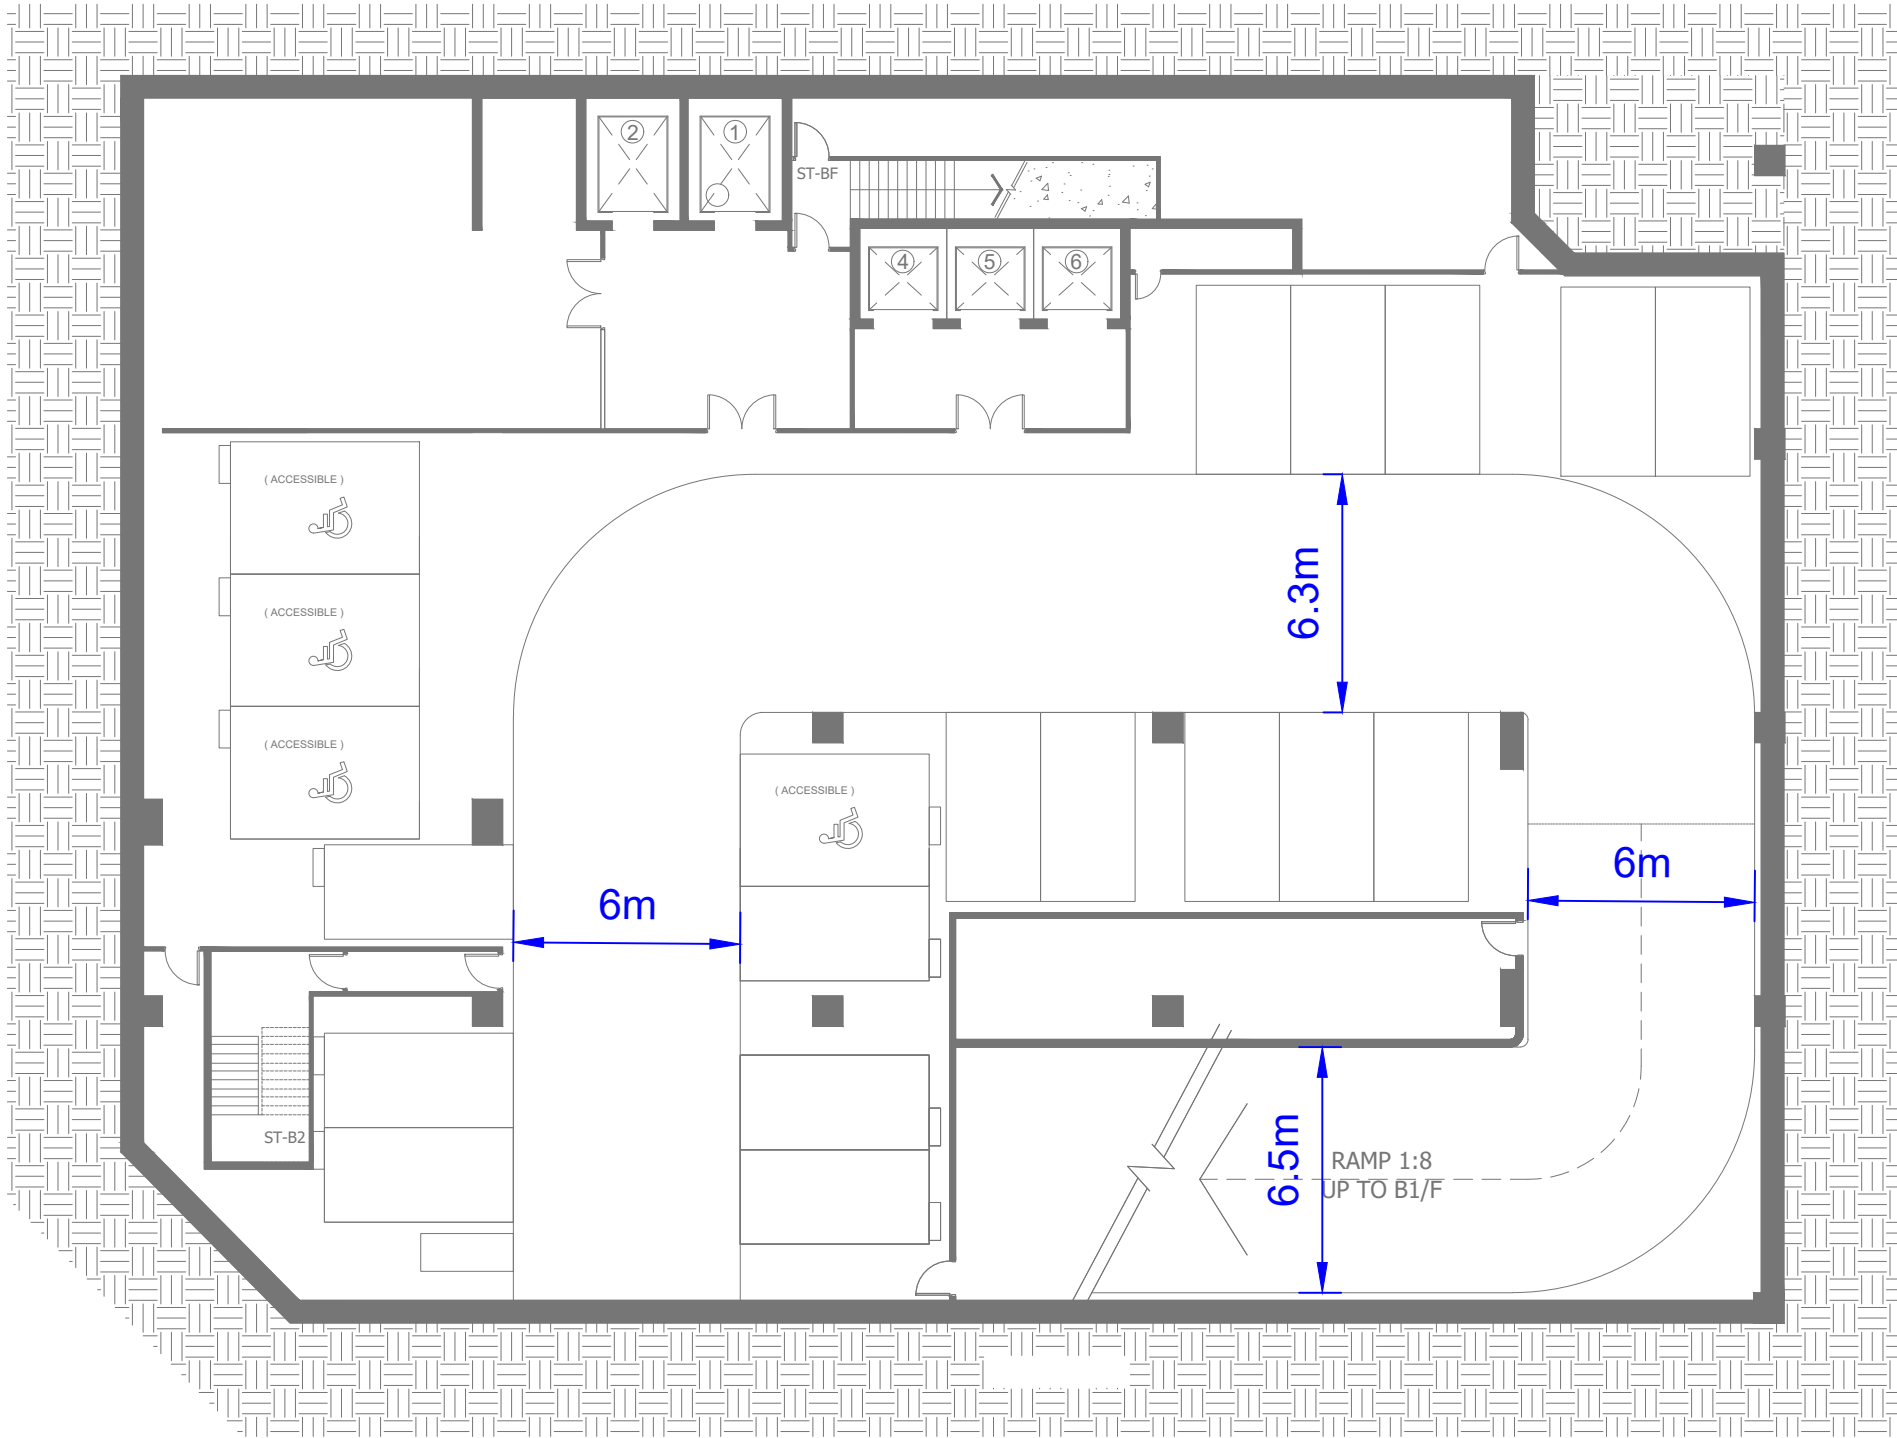 2
1
ST-BF
4
5
6
( ACCESSIBLE )
( ACCESSIBLE )
( ACCESSIBLE )
( ACCESSIBLE )
6.3m
6m
6m
ST-B2
6.5m
RAMP 1:8
UP TO B1/F